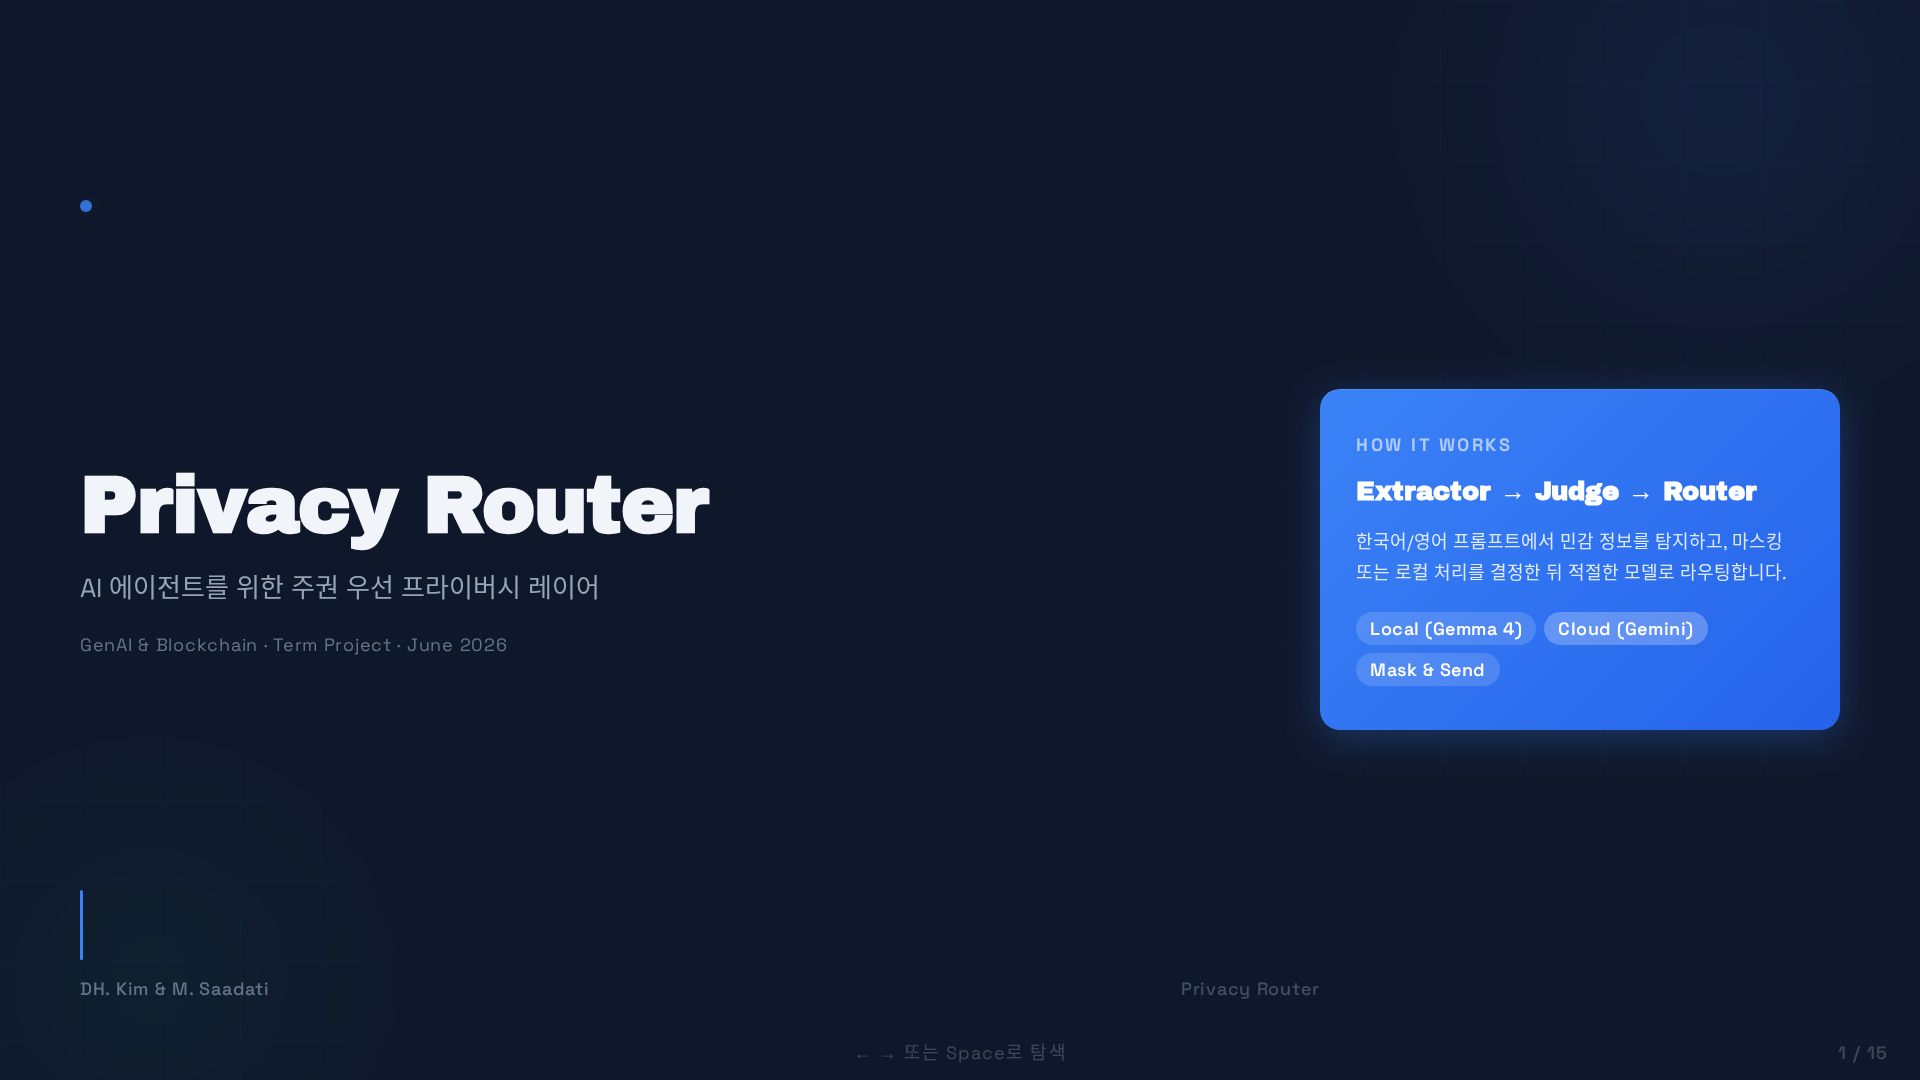 Privacy Router
AI 에이전트를 위한 주권 우선 프라이버시 레이어
GenAI & Blockchain · Term Project · June 2026
HOW IT WORKS
Extractor → Judge → Router
한국어/영어 프롬프트에서 민감 정보를 탐지하고, 마스킹
또는 로컬 처리를 결정한 뒤 적절한 모델로 라우팅합니다.
Local (Gemma 4) Cloud (Gemini)
Mask & Send
DH. Kim & M. Saadati
Privacy Router
← → 또는 Space로 탐색
1 / 15